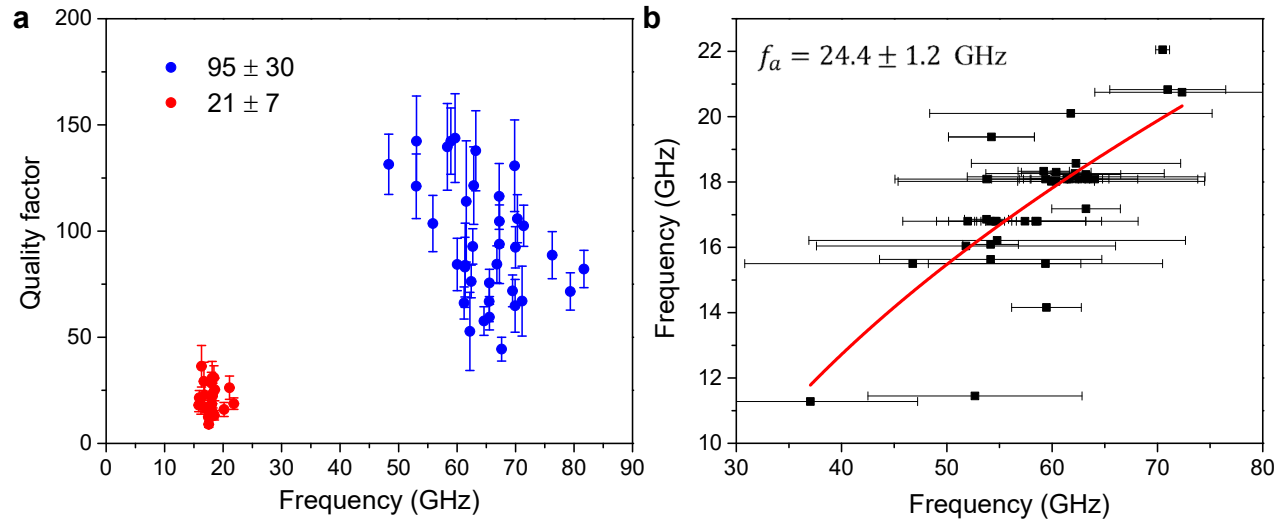 a
200
150
100
50
0
Quality factor
95 ± 30
21 ± 7
0 10 20 30 40 50 60 70 80 90
Frequency (GHz)
b
22
20
18
16
14
12
10
Frequency (GHz)
f_a = 24.4 ± 1.2 GHz
30 40 50 60 70 80
Frequency (GHz)